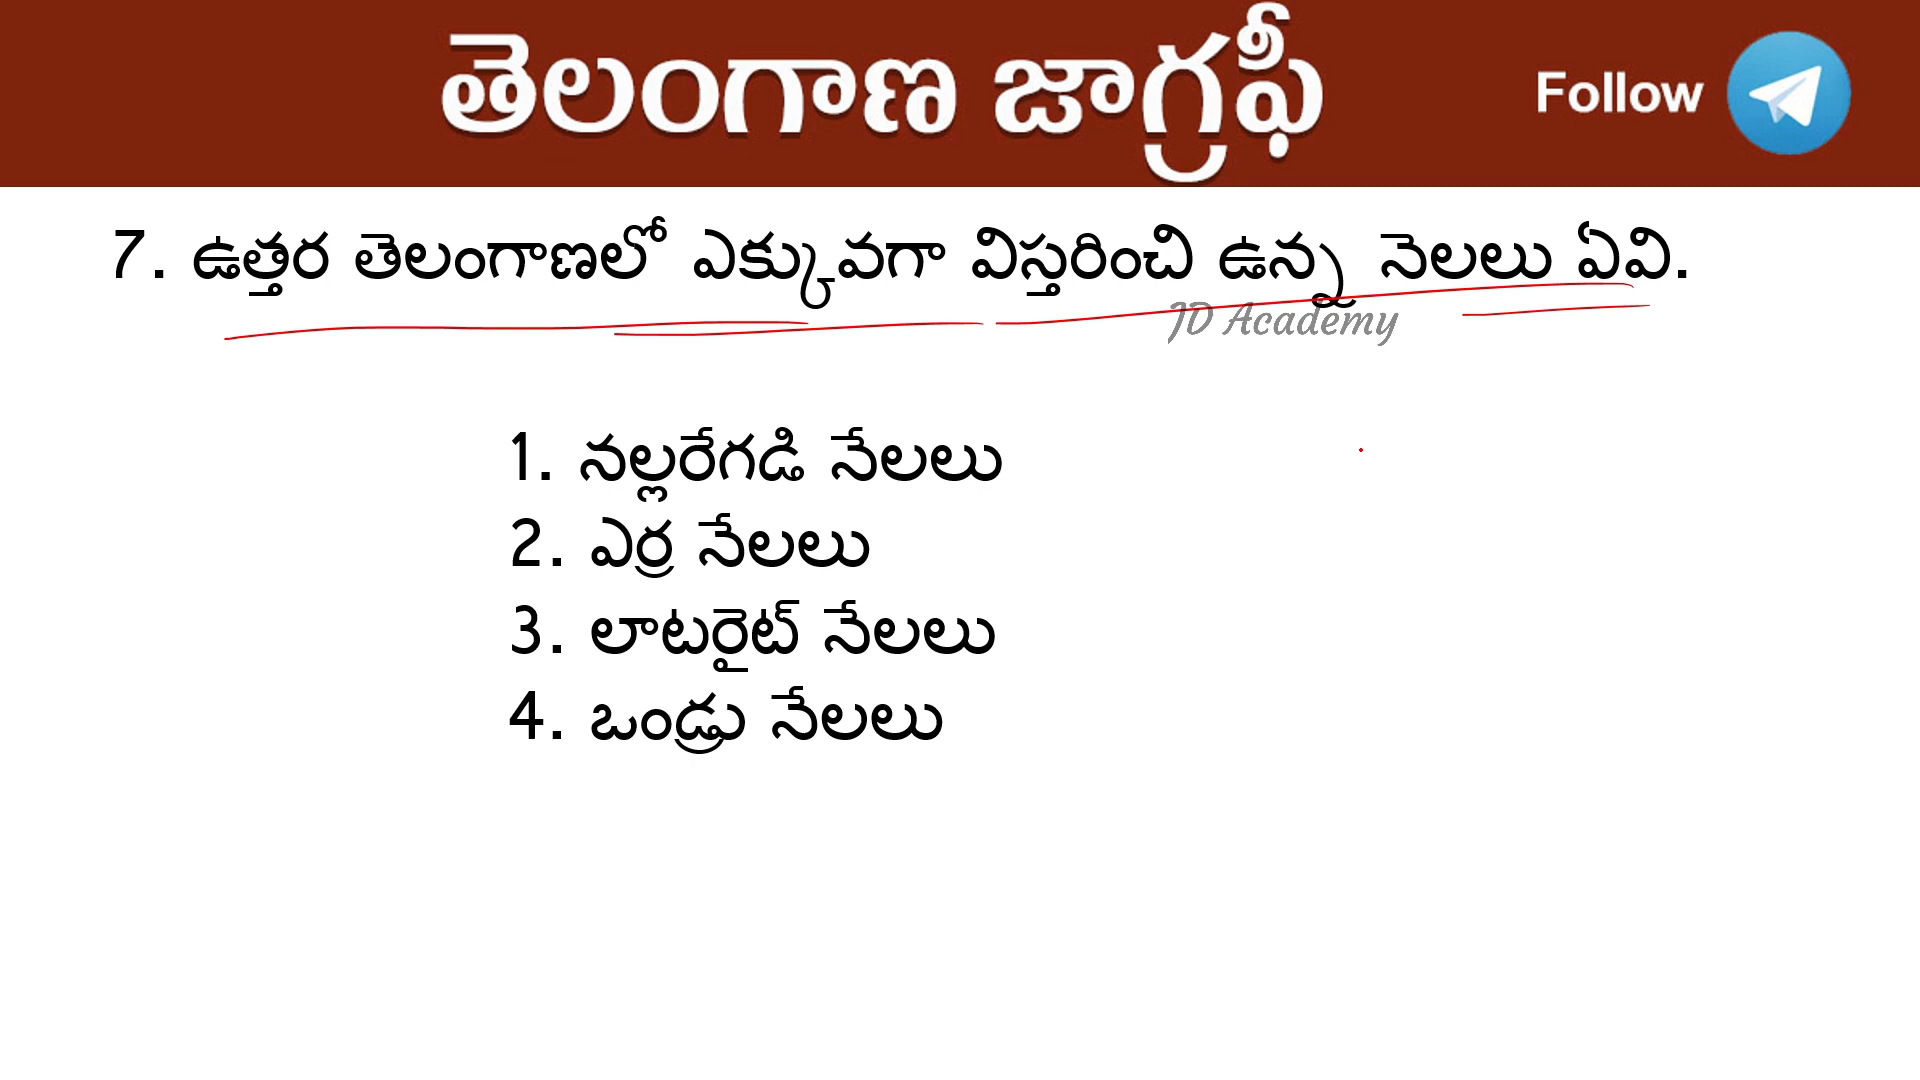 తెలంగాణ జాగ్రఫీ
Follow
7. ఉత్తర తెలంగాణలో ఎక్కువగా విస్తరించి ఉన్న నెలలు ఏవి.
JD Academy
1. నల్లరేగడి నేలలు
2. ఎర్ర నేలలు
3. లాటరైట్ నేలలు
4. ఒండ్రు నేలలు